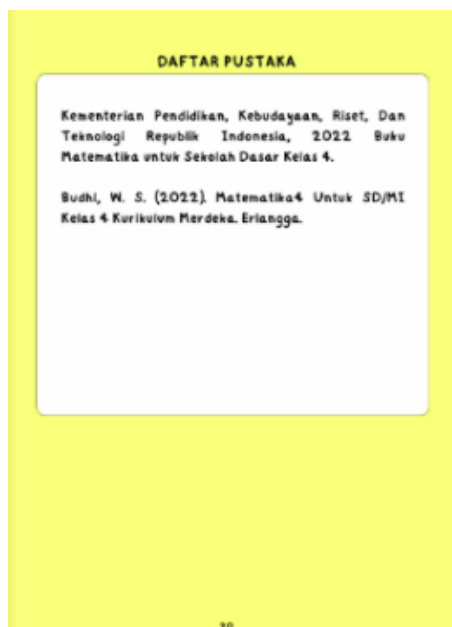 DAFTAR PUSTAKA
Kementerian Pendidikan, Kebudayaan, Riset, Dan
Teknologi Republik Indonesia, 2022 Buku
Matematika untuk Sekolah Dasar Kelas 4.
Budhi, W. S. (2022). Matematika4 Untuk SD/MI
Kelas 4 Kurikulum Merdeka. Erlangga.